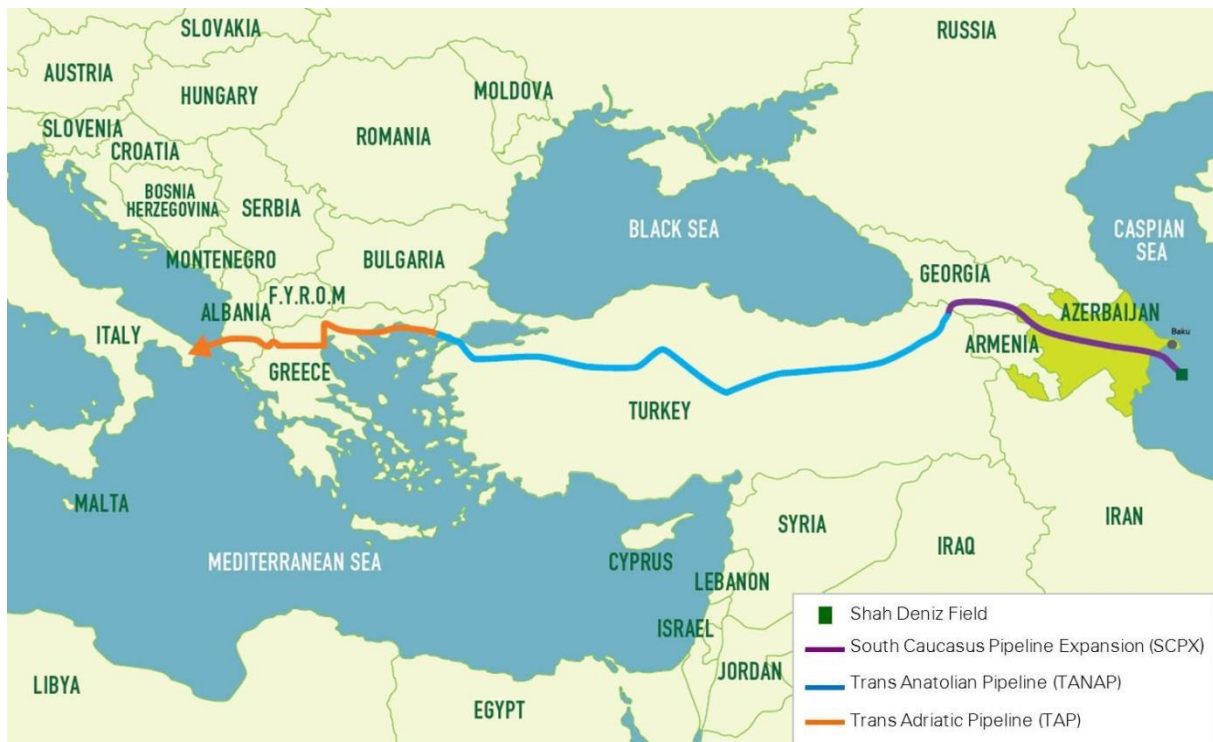 SLOVAKIA
RUSSIA
AUSTRIA
HUNGARY
MOLDOVA
SLOVENIA
CROATIA
ROMANIA
BOSNIA
HERZEGOVINA
SERBIA
BLACK SEA
CASPIAN
SEA
MONTENEGRO
BULGARIA
GEORGIA
F.Y.R.O.M
ALBANIA
AZERBAIJAN
ITALY
Baku
ARMENIA
GREECE
TURKEY
MALTA
SYRIA
IRAN
MEDITERRANEAN SEA
CYPRUS
IRAQ
LEBANON
ISRAEL
JORDAN
LIBYA
EGYPT
Shah Deniz Field
South Caucasus Pipeline Expansion (SCPX)
Trans Anatolian Pipeline (TANAP)
Trans Adriatic Pipeline (TAP)